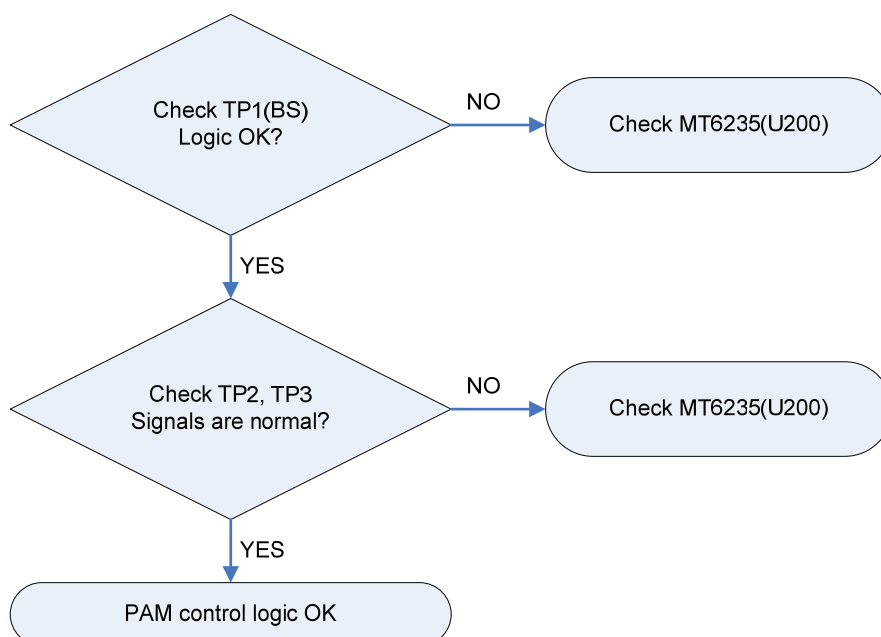 Check TP1(BS)
Logic OK?
NO
Check MT6235(U200)
YES
Check TP2, TP3
Signals are normal?
NO
Check MT6235(U200)
YES
PAM control logic OK